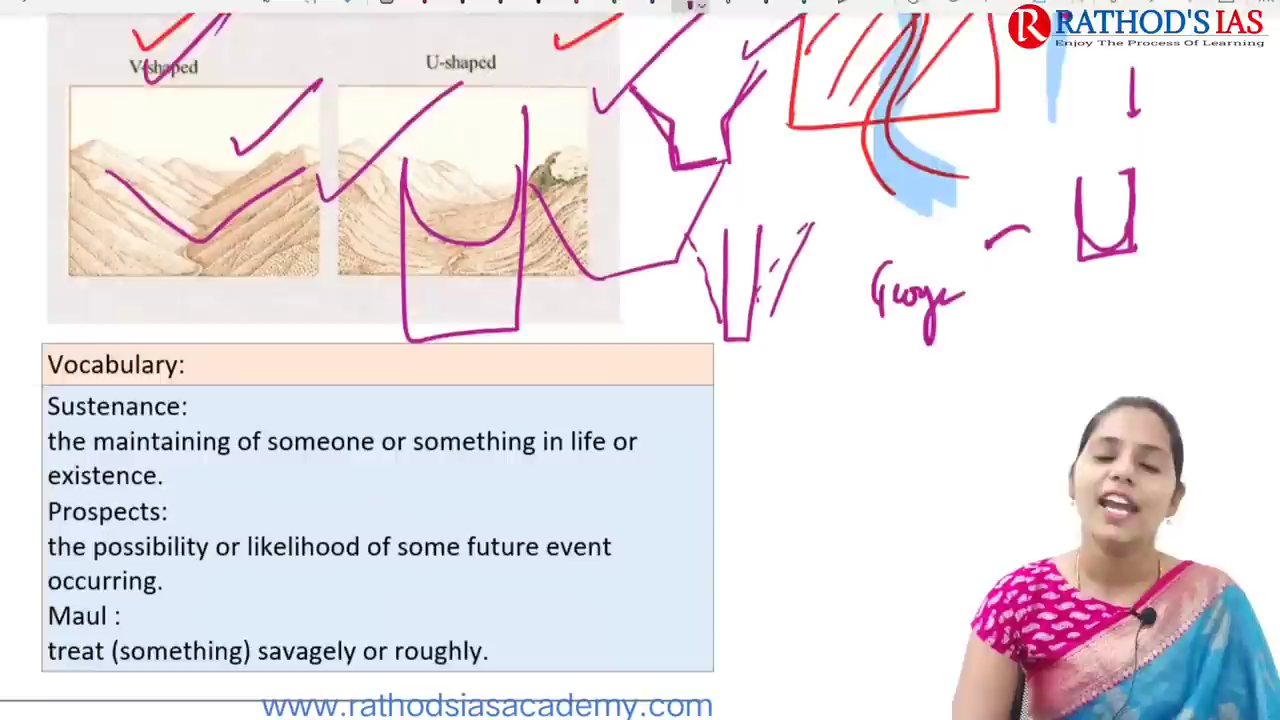 RATHOD'S IAS
Enjoy The Process Of Learning
V-shaped
U-shaped
Gorge
Vocabulary:
Sustenance:
the maintaining of someone or something in life or
existence.
Prospects:
the possibility or likelihood of some future event
occurring.
Maul :
treat (something) savagely or roughly.
www.rathodsiasacademy.com